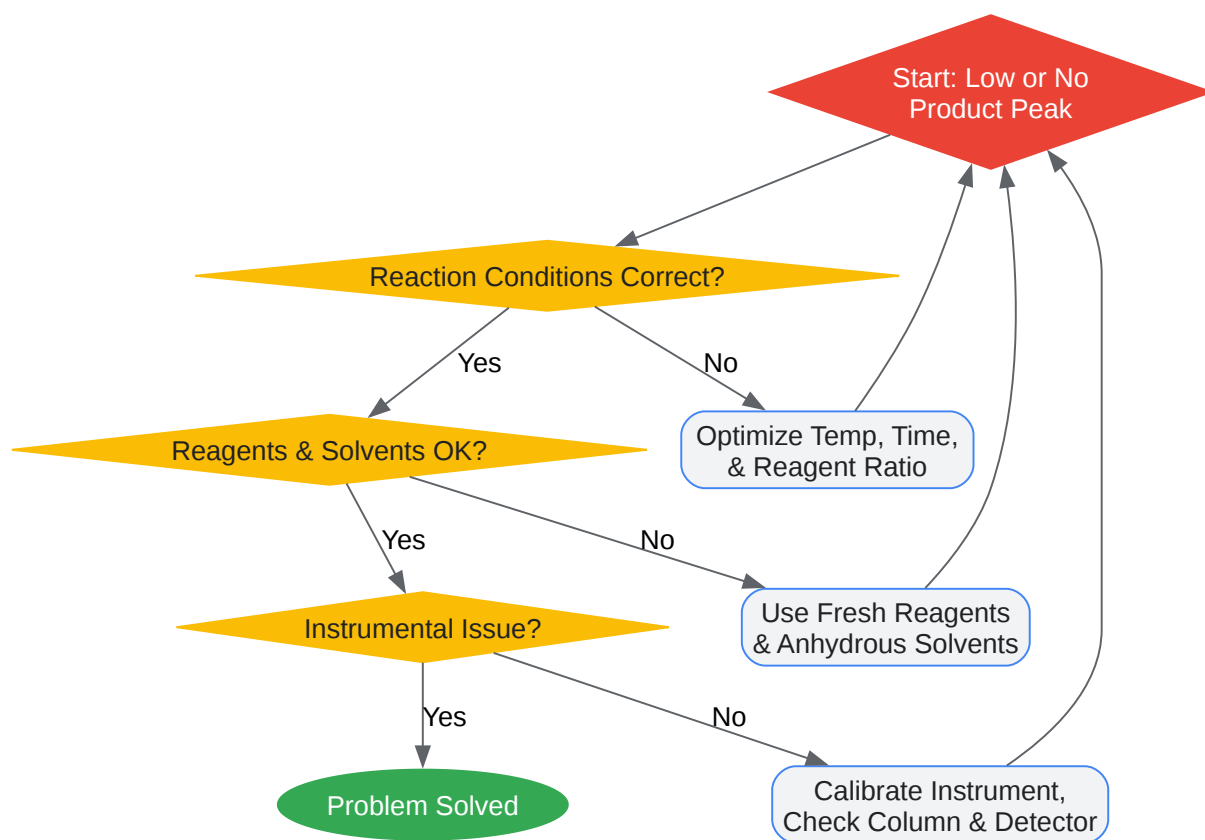 Start: Low or No
Product Peak
Reaction Conditions Correct?
Yes
No
Optimize Temp, Time,
& Reagent Ratio
Reagents & Solvents OK?
Yes
No
Use Fresh Reagents
& Anhydrous Solvents
Instrumental Issue?
Yes
No
Problem Solved
Calibrate Instrument,
Check Column & Detector